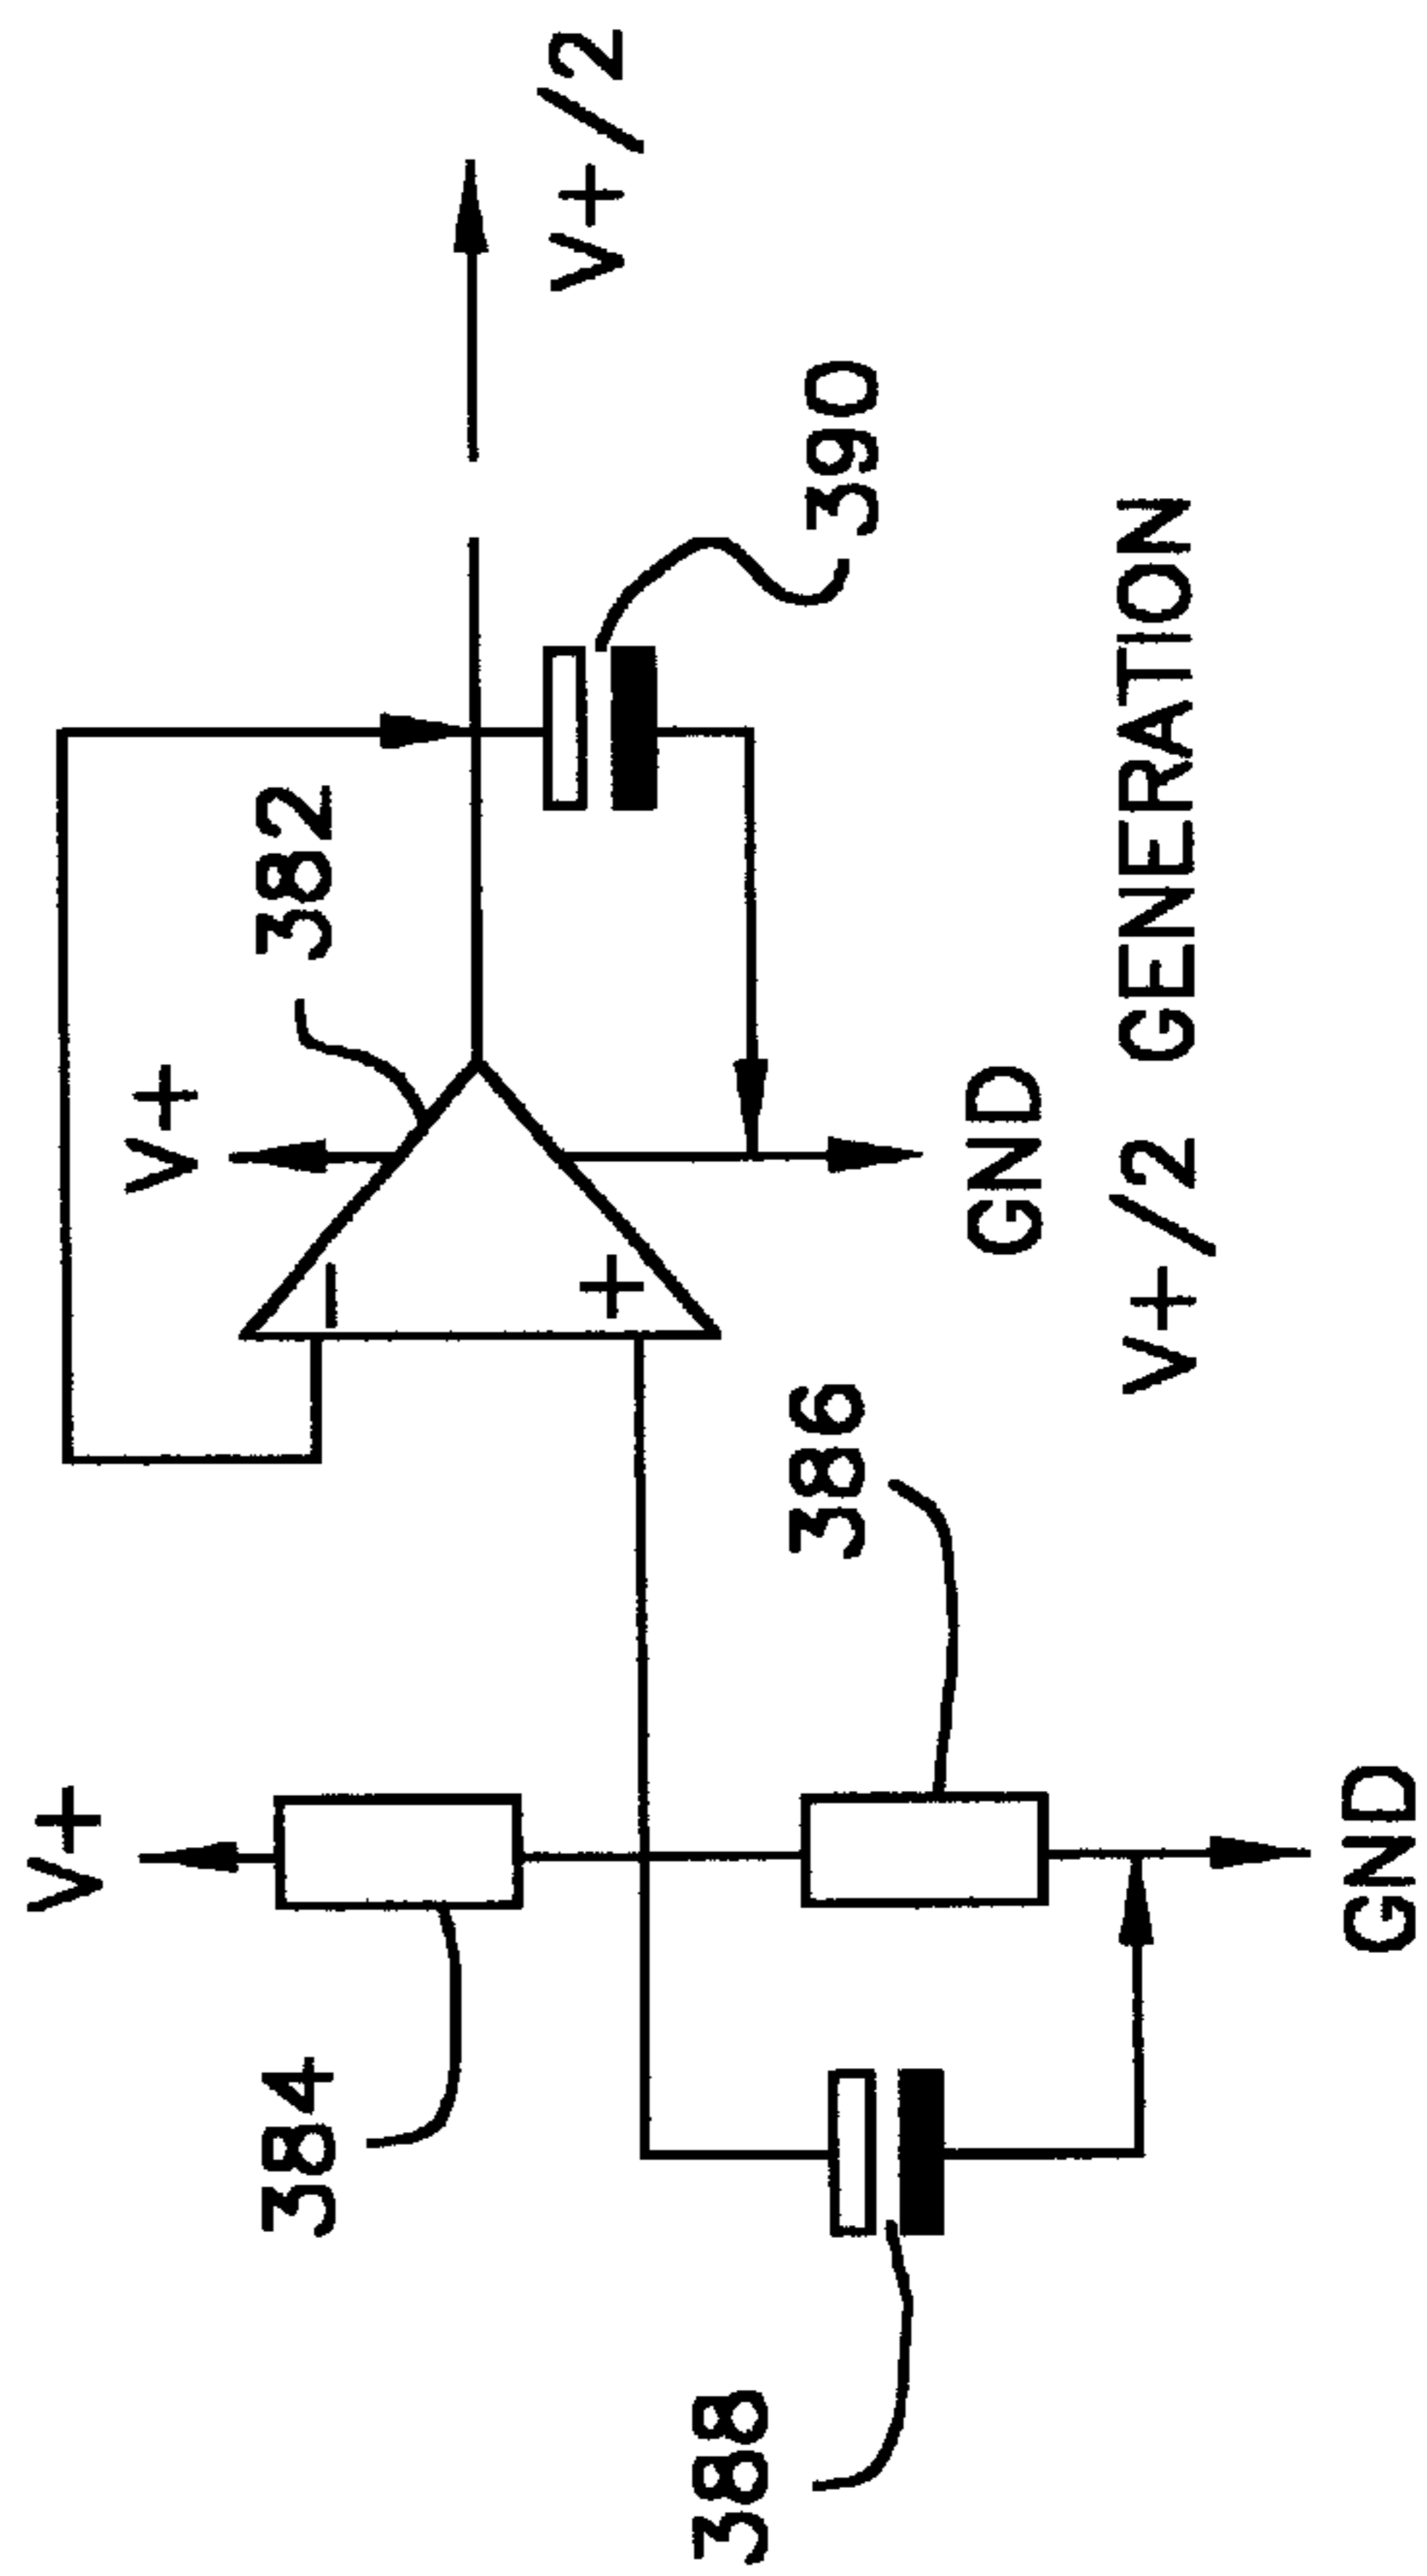 V+
384
388
386
GND
V+
382
−
+
GND
390
V+/2
V+/2 GENERATION